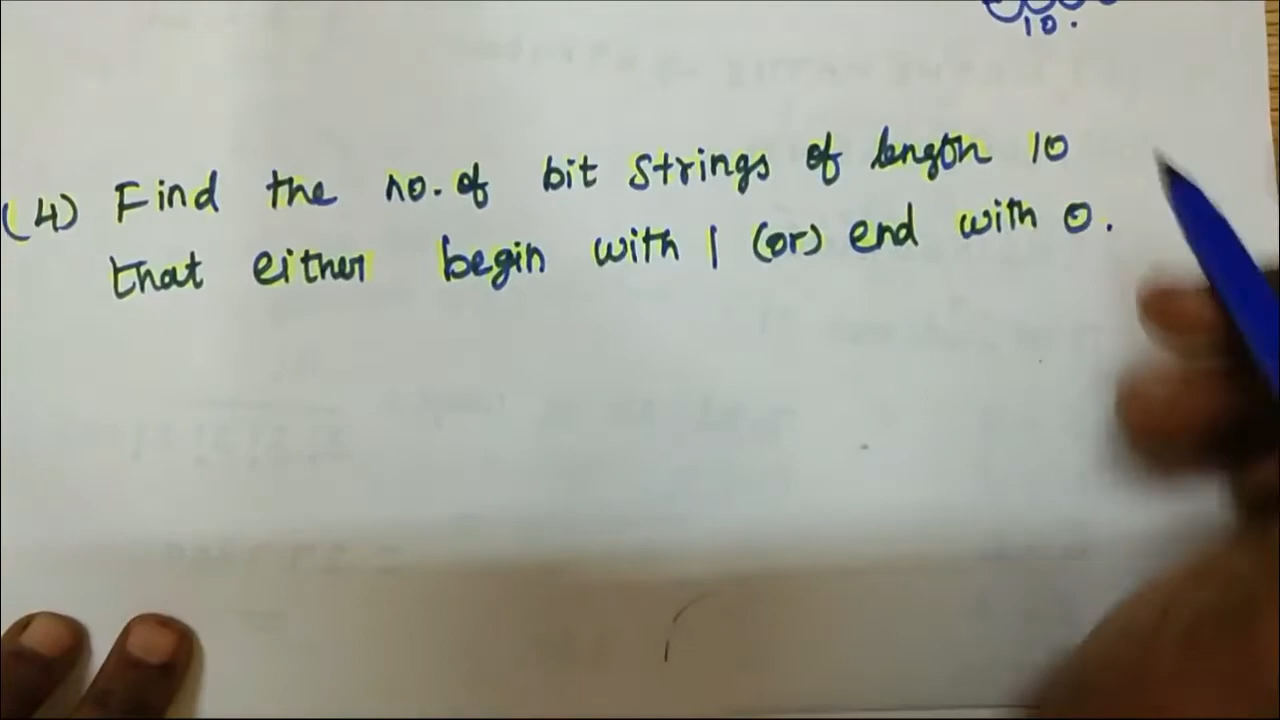 10.
(4) Find the no. of bit strings of length 10
that either begin with 1 (or) end with 0.